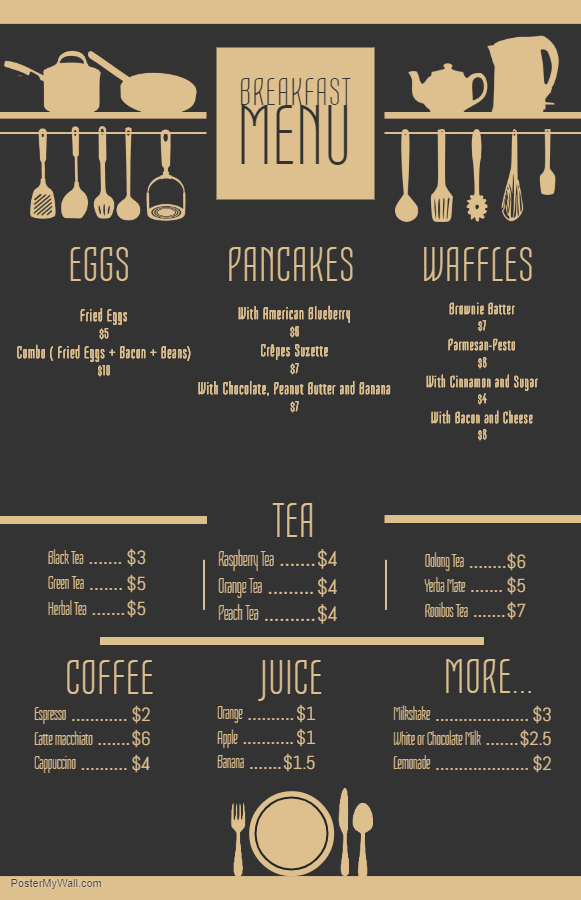 BREAKFAST
MENU
EGGS
Fried Eggs
$5
Combo ( Fried Eggs + Bacon + Beans)
$10
PANCAKES
With American Blueberry
$6
Crêpes Suzette
$7
With Chocolate, Peanut Butter and Banana
$7
WAFFLES
Brownie Batter
$7
Parmesan-Pesto
$8
With Cinnamon and Sugar
$4
With Bacon and Cheese
$8
TEA
Black Tea ....... $3
Green Tea ....... $5
Herbal Tea ....... $5
Raspberry Tea ....... $4
Orange Tea .......... $4
Peach Tea .......... $4
Oolong Tea ........ $6
Yerba Mate ....... $5
Rooibos Tea ....... $7
COFFEE
Espresso ............ $2
Latte macchiato ....... $6
Cappuccino .......... $4
JUICE
Orange .......... $1
Apple .......... $1
Banana ....... $1.5
MORE...
Milkshake .................... $3
White or Chocolate Milk ....... $2.5
Lemonade .................... $2
PosterMyWall.com